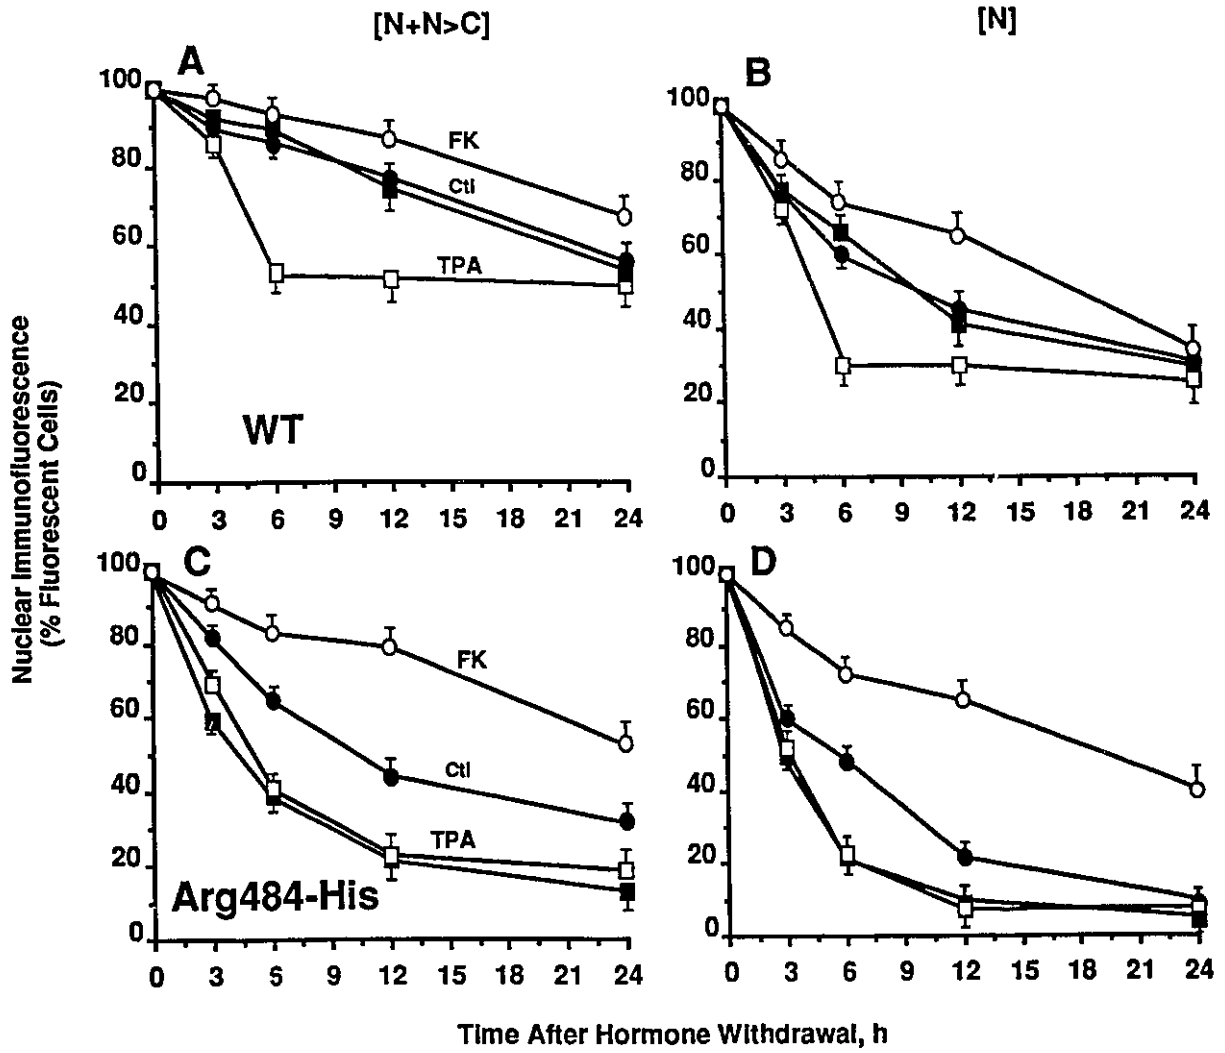 [N+N>C]
[N]
A
100
80
60
40
20
0
FK
Ctl
TPA
WT
0 3 6 9 12 15 18 21 24
B
100
80
60
40
20
0
0 3 6 9 12 15 18 21 24
Nuclear Immunofluorescence
(% Fluorescent Cells)
C
100
80
60
40
20
0
FK
Ctl
TPA
Arg484-His
0 3 6 9 12 15 18 21 24
D
100
80
60
40
20
0
0 3 6 9 12 15 18 21 24
Time After Hormone Withdrawal, h